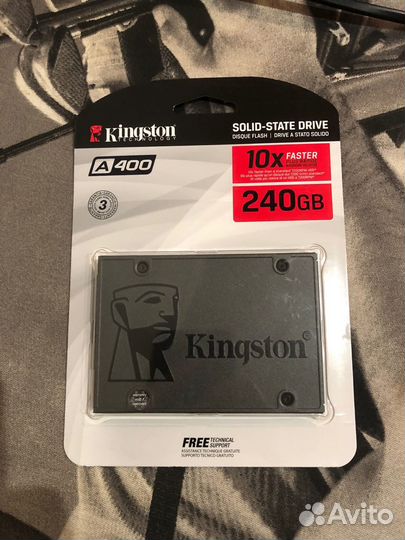 Kingston
TECHNOLOGY
A400
3
SOLID-STATE DRIVE
DISQUE FLASH | DRIVE A STATO SOLIDO
10x FASTER
240GB
Kingston
FREE TECHNICAL SUPPORT
ASSISTANCE TECHNIQUE GRATUITE
SUPPORTO TECNICO GRATUITO
Avito